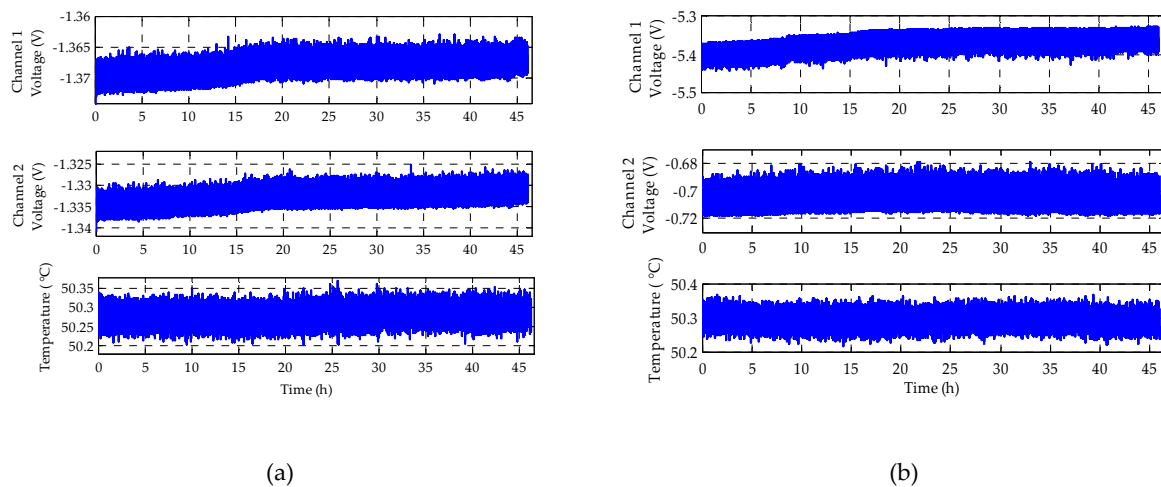 Channel 1
Voltage (V)
-1.36
-1.365
-1.37
0 5 10 15 20 25 30 35 40 45
Channel 2
Voltage (V)
-1.325
-1.33
-1.335
-1.34
0 5 10 15 20 25 30 35 40 45
Temperature (°C)
50.35
50.3
50.25
50.2
0 5 10 15 20 25 30 35 40 45
Time (h)
(a)
Channel 1
Voltage (V)
-5.3
-5.4
-5.5
0 5 10 15 20 25 30 35 40 45
Channel 2
Voltage (V)
-0.68
-0.7
-0.72
0 5 10 15 20 25 30 35 40 45
Temperature (°C)
50.4
50.3
50.2
0 5 10 15 20 25 30 35 40 45
Time (h)
(b)